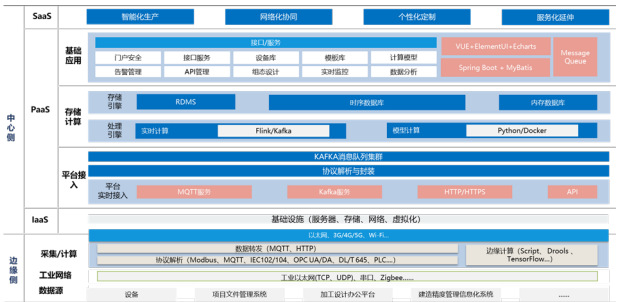 SaaS
智能化生产
网络化协同
个性化定制
服务化延伸
中心侧
PaaS
基础应用
接口/服务
门户安全
接口服务
设备库
模板库
计算模型
告警管理
API管理
组态设计
实时监控
数据分析
VUE+ElementUI+Echarts
Spring Boot + MyBatis
Message Queue
存储计算
存储引擎
RDMS
时序数据库
内存数据库
处理引擎
实时计算
Flink/Kafka
模型计算
Python/Docker
平台接入
KAFKA消息队列集群
协议解析与封装
平台实时接入
MQTT服务
Kafka服务
HTTP/HTTPS
API
IaaS
基础设施（服务器、存储、网络、虚拟化）
边缘侧
以太网、3G/4G/5G、Wi-Fi...
采集/计算
数据转发（MQTT、HTTP）
协议解析（Modbus、MQTT、IEC102/104、OPC UA/DA、DL/T 645、PLC...）
边缘计算（Script、 Drools 、
TensorFlow...）
工业网络
工业以太网(TCP、UDP)、串口、Zigbee......
数据源
设备
项目文件管理系统
加工设计办公平台
建造精度管理信息化系统
......